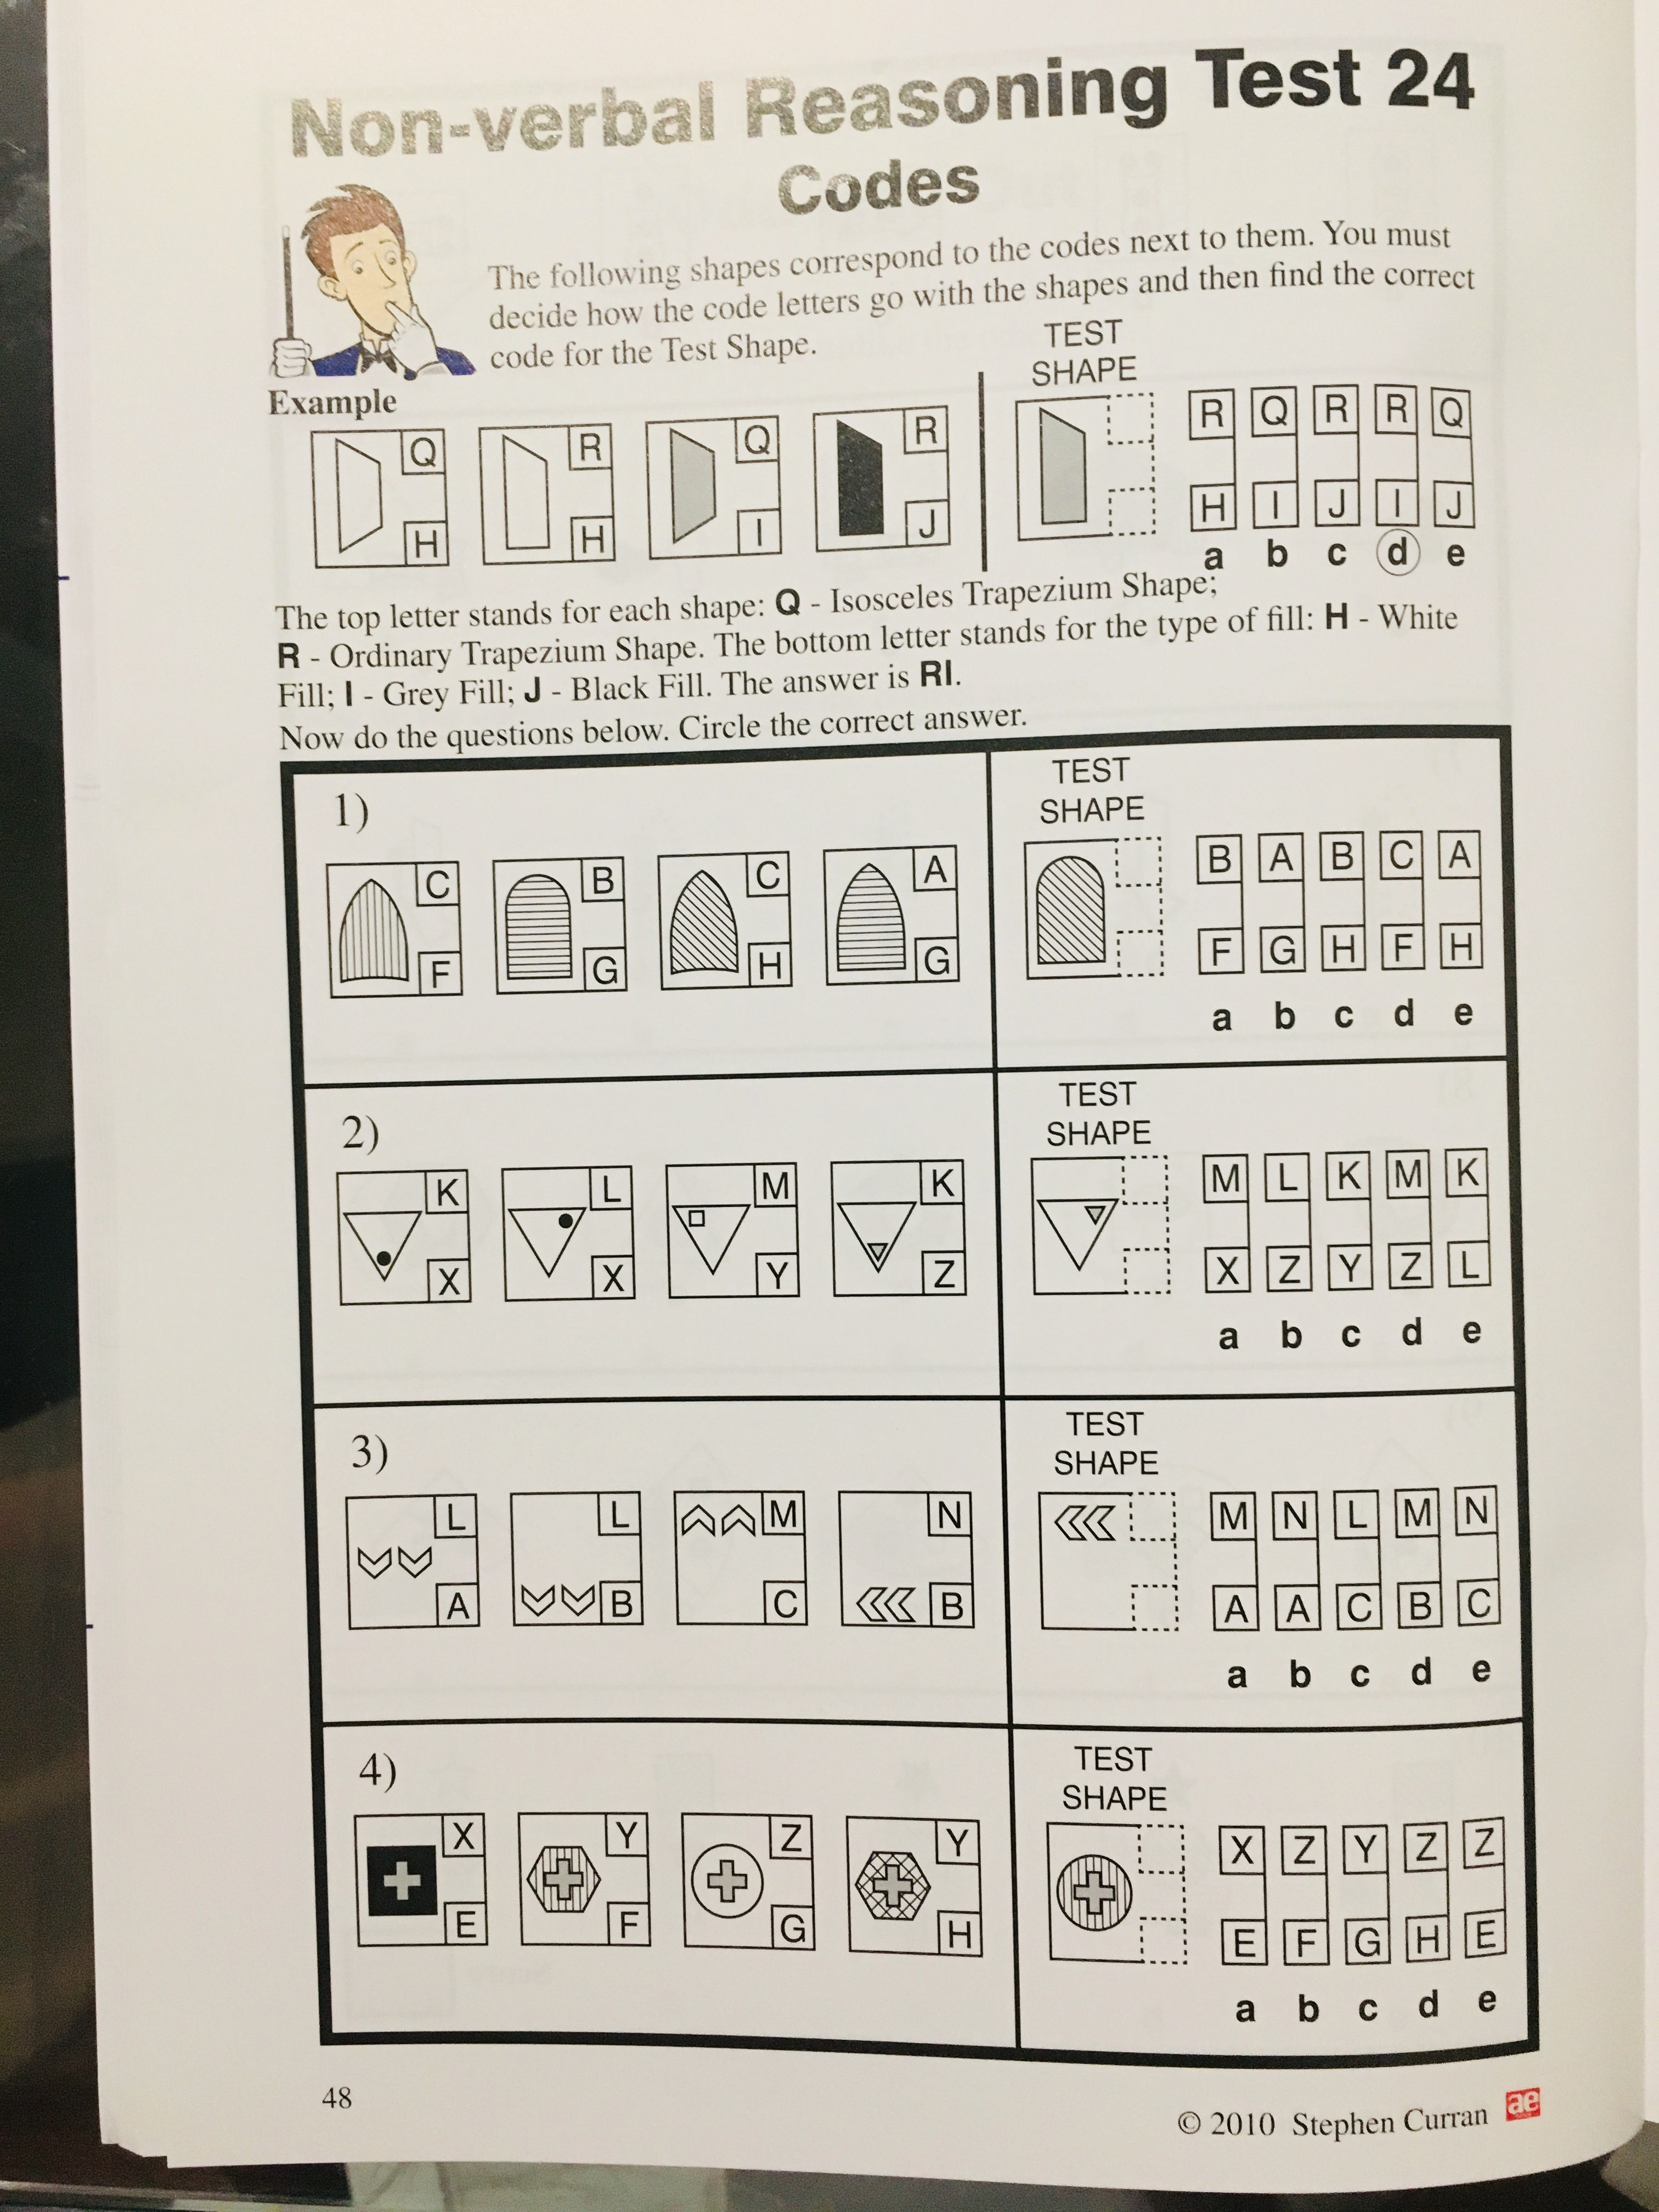 Non-verbal Reasoning Test 24
Codes
The following shapes correspond to the codes next to them. You must
decide how the code letters go with the shapes and then find the correct
code for the Test Shape.
TEST
SHAPE
Example
Q R Q R R Q R R Q
H H I J H I J I J
a b c d e
The top letter stands for each shape: Q - Isosceles Trapezium Shape;
R - Ordinary Trapezium Shape. The bottom letter stands for the type of fill: H - White
Fill; I - Grey Fill; J - Black Fill. The answer is RI.
Now do the questions below. Circle the correct answer.
1)
TEST
SHAPE
C B C A B A B C A
F G H G F G H F H
a b c d e
2)
TEST
SHAPE
K L M K M L K M K
X X Y Z X Z Y Z L
a b c d e
3)
TEST
SHAPE
L L M N M N L M N
A B C B A A C B C
a b c d e
4)
TEST
SHAPE
X Y Z Y X Z Y Z Z
E F G H E F G H E
a b c d e
48
© 2010 Stephen Curran ae